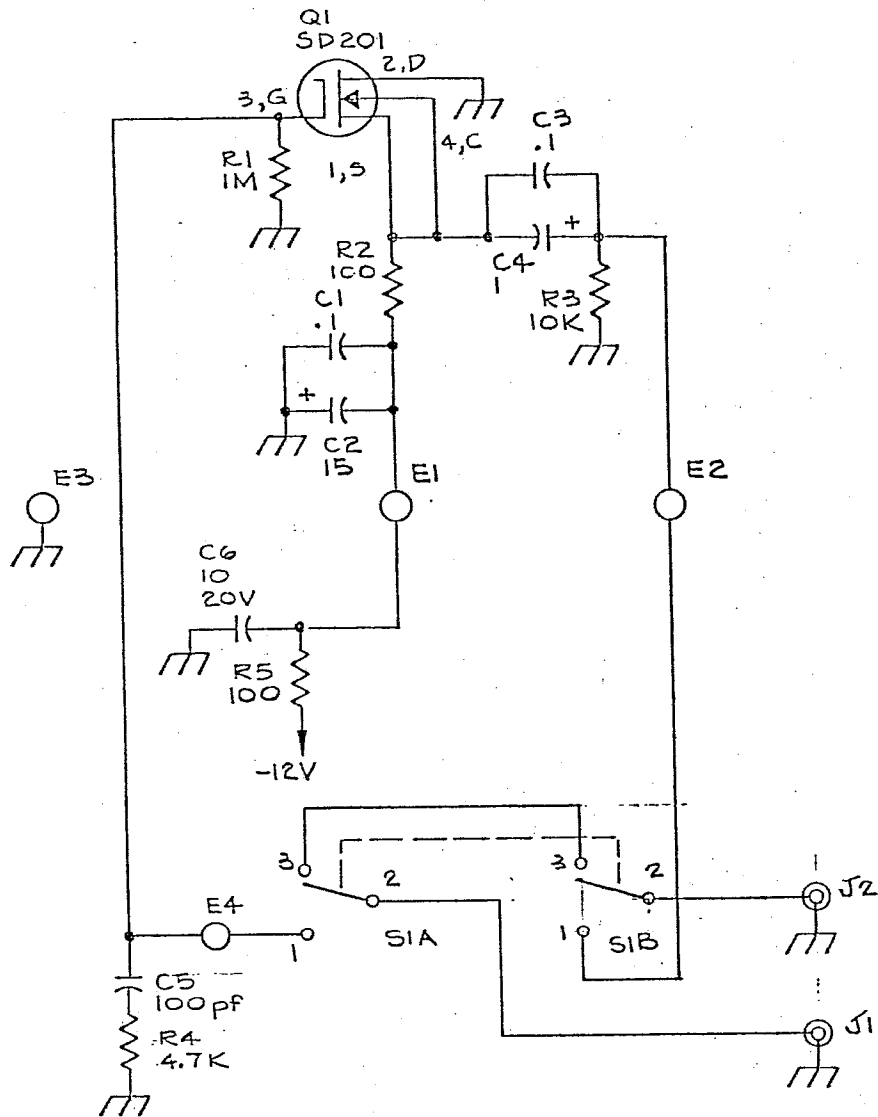 Q1
SD201
2,D
3,G
4,C
C3
.1
R1
1M
1,S
+
R2
100
C4
1
C1
.1
R3
10K
+
C2
15
E3
E1
E2
C6
10
20V
R5
100
-12V
3
3
2
2
J2
E4
1
S1A
1
S1B
C5
100pf
J1
R4
4.7K